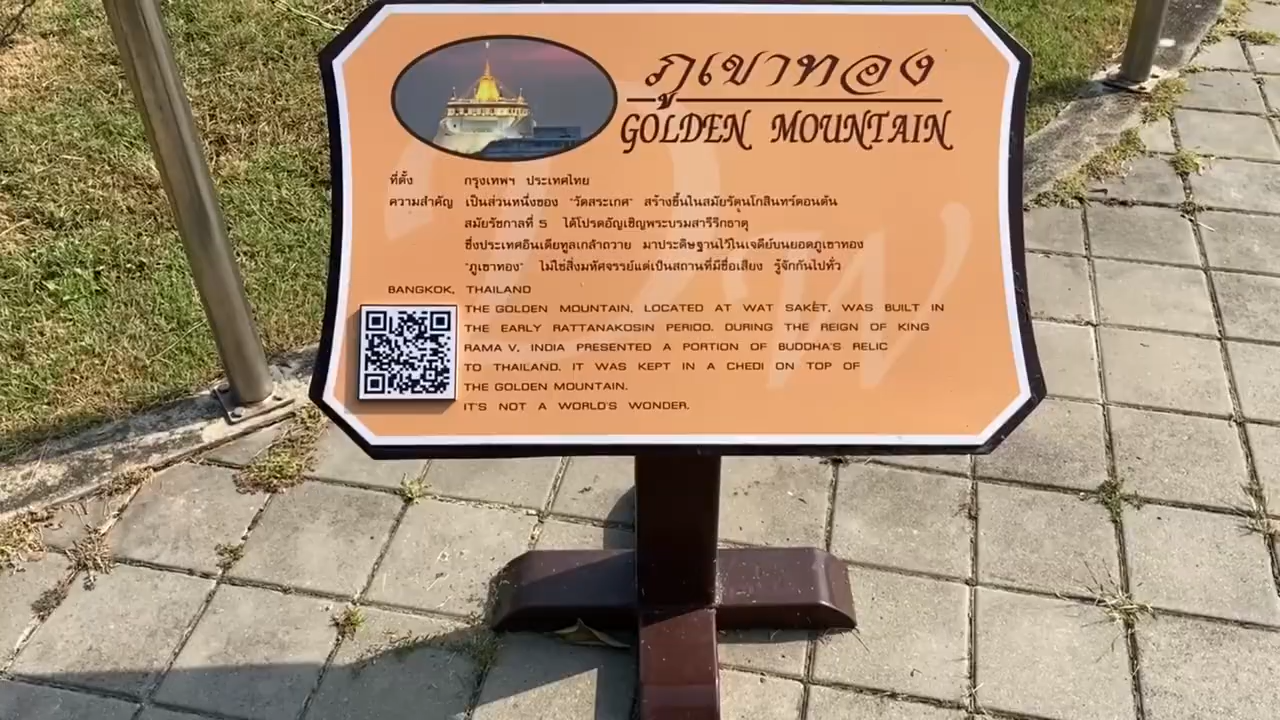 ภูเขาทอง
GOLDEN MOUNTAIN
ที่ตั้ง กรุงเทพฯ ประเทศไทย
ความสำคัญ เป็นส่วนหนึ่งของ "วัดสระเกศ" สร้างขึ้นในสมัยรัตนโกสินทร์ตอนต้น
สมัยรัชกาลที่ 5 ได้โปรดอัญเชิญพระบรมสารีริกธาตุ
ซึ่งประเทศอินเดียทูลเกล้าถวาย มาประดิษฐานไว้ในเจดีย์บนยอดภูเขาทอง
"ภูเขาทอง" ไม่ใช่สิ่งมหัศจรรย์แต่เป็นสถานที่มีชื่อเสียง รู้จักกันไปทั่ว
BANGKOK, THAILAND
THE GOLDEN MOUNTAIN, LOCATED AT WAT SAKET, WAS BUILT IN
THE EARLY RATTANAKOSIN PERIOD. DURING THE REIGN OF KING
RAMA V, INDIA PRESENTED A PORTION OF BUDDHA'S RELIC
TO THAILAND. IT WAS KEPT IN A CHEDI ON TOP OF
THE GOLDEN MOUNTAIN.
IT'S NOT A WORLD'S WONDER.